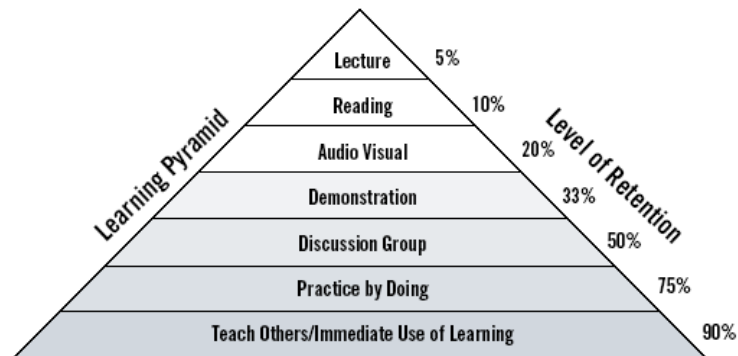 Lecture 5%
Reading 10%
Audio Visual 20%
Demonstration 33%
Discussion Group 50%
Practice by Doing 75%
Teach Others/Immediate Use of Learning 90%
Learning Pyramid
Level of Retention